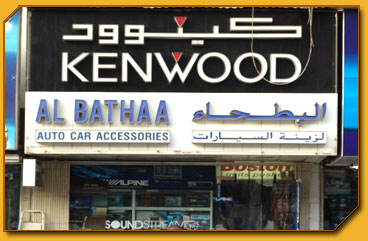 كينوود
KENWOOD
AL BATHAA البطحاء
AUTO CAR ACCESSORIES لزينة السيارات
Boston
ALPINE
SOUNDSTREAM